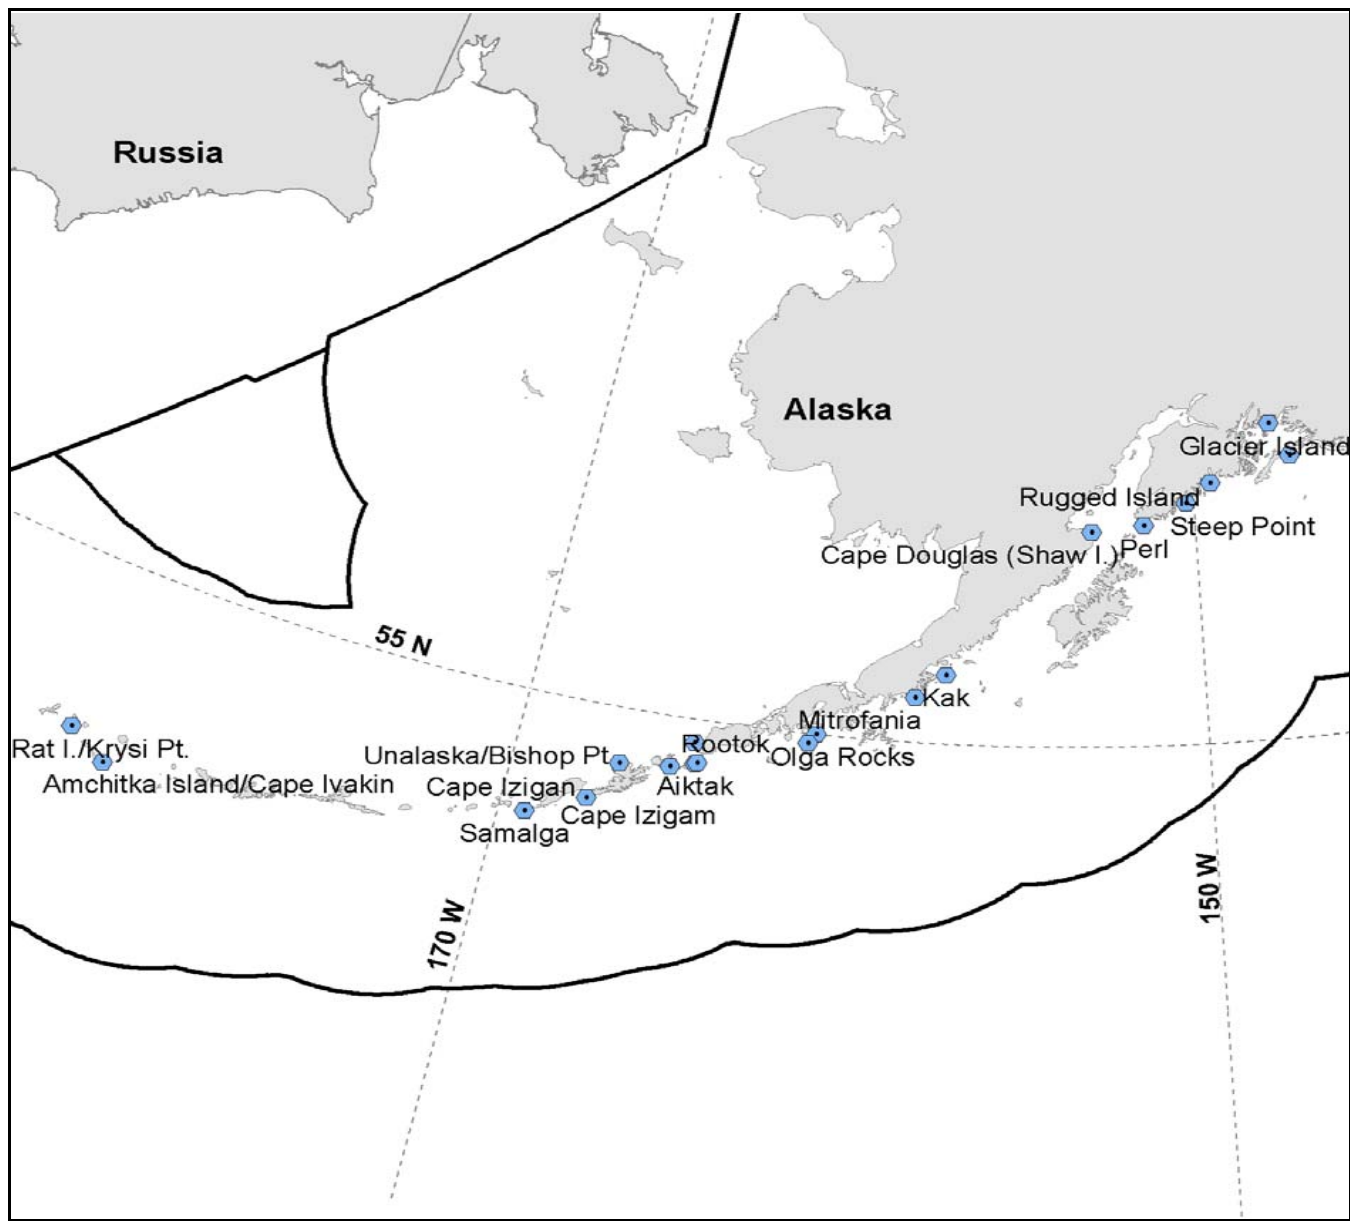 Russia
Alaska
Glacier Island
Rugged Island
Steep Point
Cape Douglas (Shaw I.)
Perl
55 N
Kak
Mitrofania
Rootok
Olga Rocks
Rat I./Krysi Pt.
Unalaska/Bishop Pt
Amchitka Island/Cape Ivakin
Cape Izigan
Aiktak
Cape Izigam
Samalga
150 W
170 W